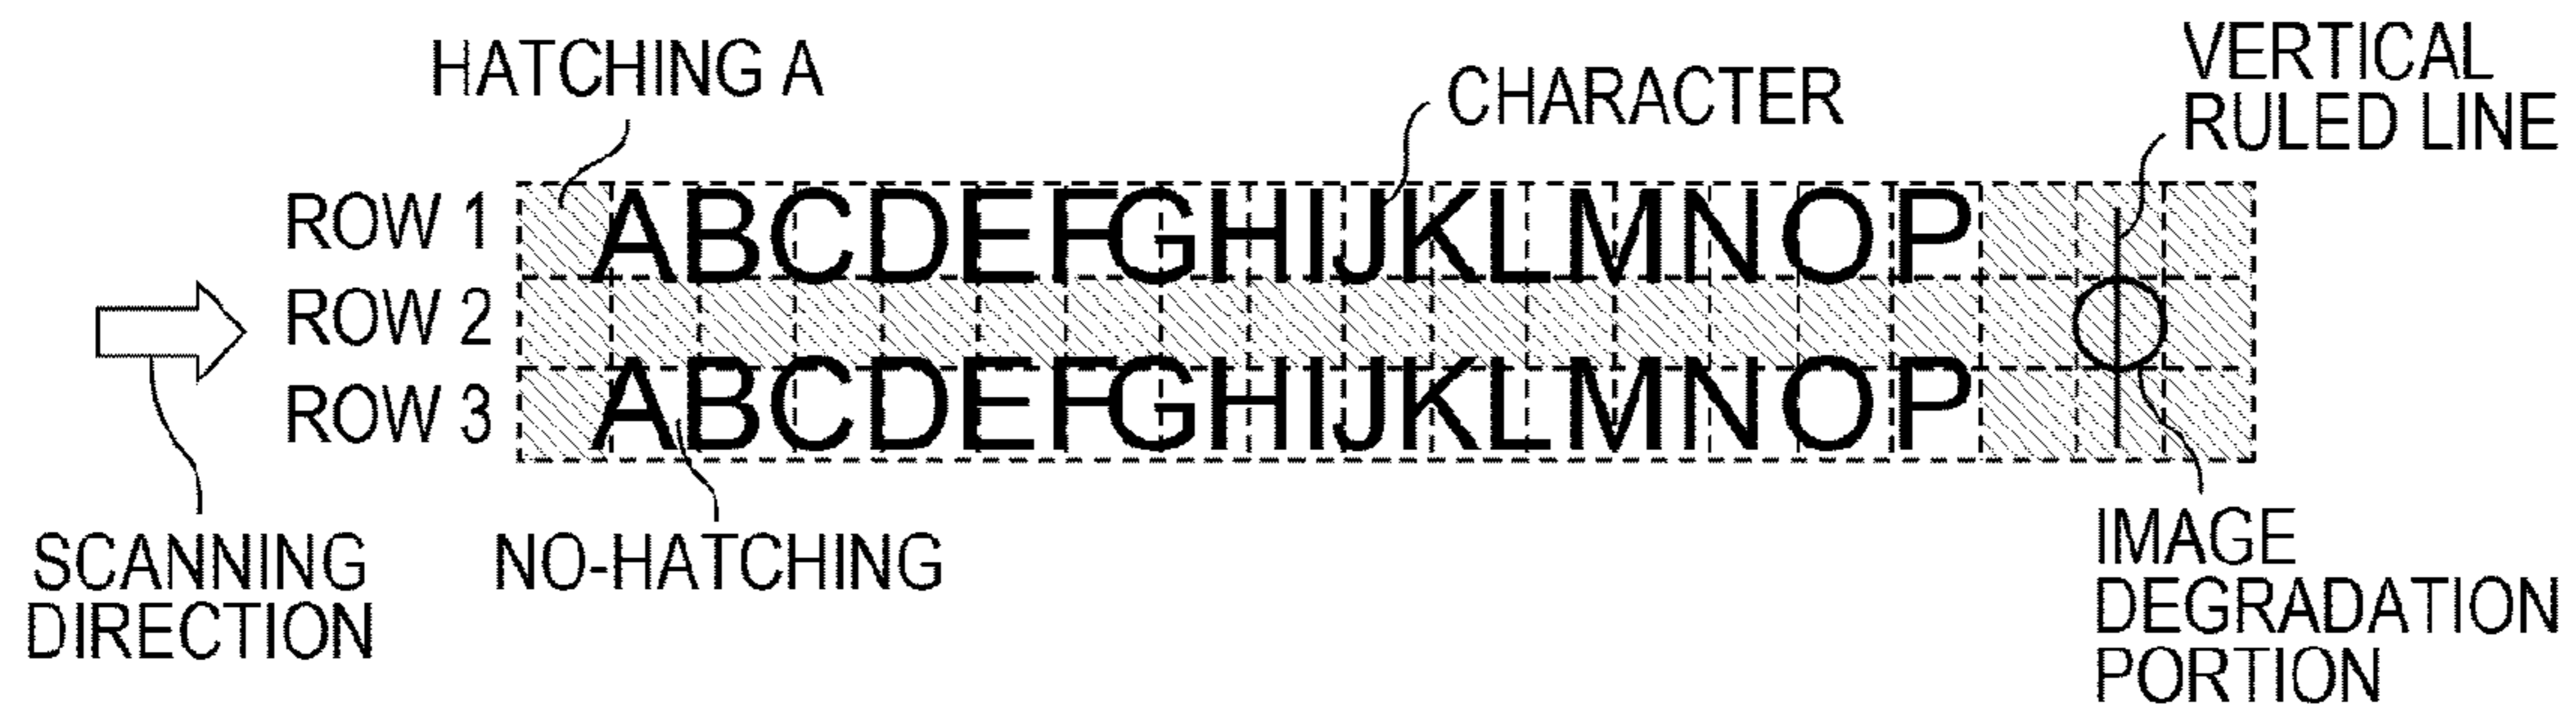 HATCHING A
CHARACTER
VERTICAL
RULED LINE
ROW 1
ABCDEFGHIJKLMNOP
ROW 2
ROW 3
ABCDEFGHIJKLMNOP
SCANNING
DIRECTION
NO-HATCHING
IMAGE
DEGRADATION
PORTION